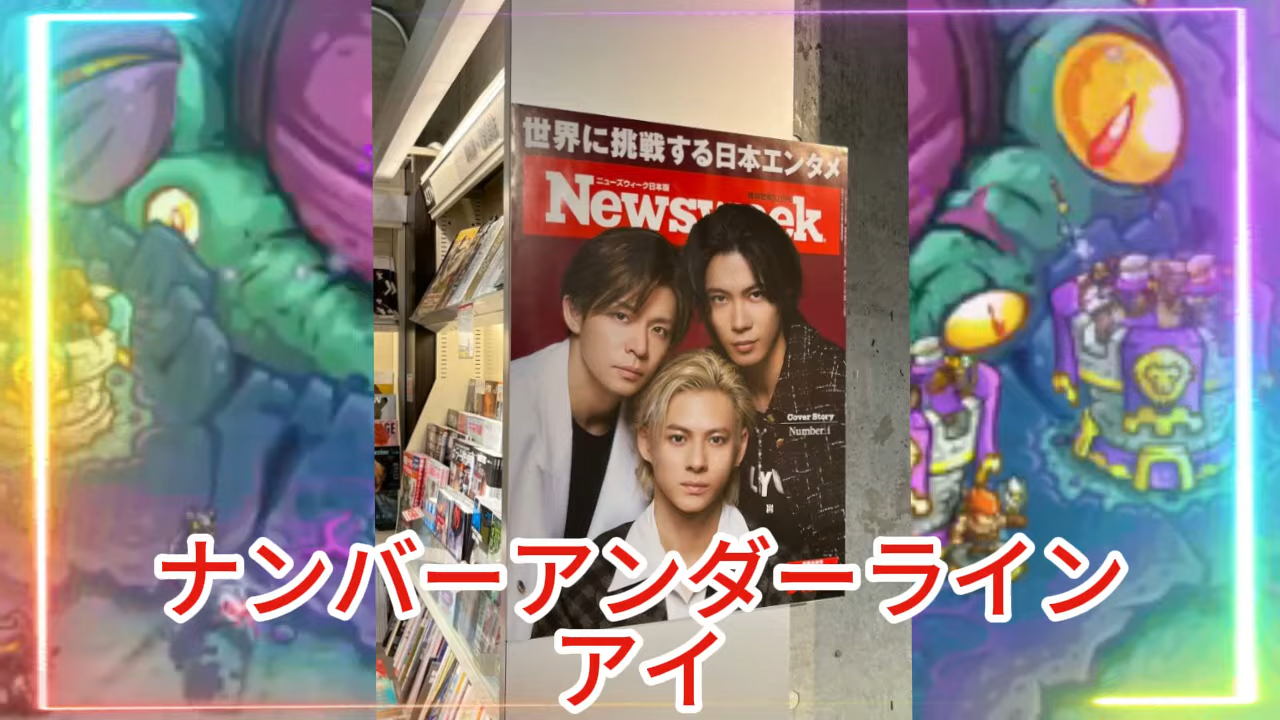 世界に挑戦する日本エンタメ
ニューズウィーク日本版
Newsweek
Cover Story
Number_i
ナンバーアンダーライン
アイ